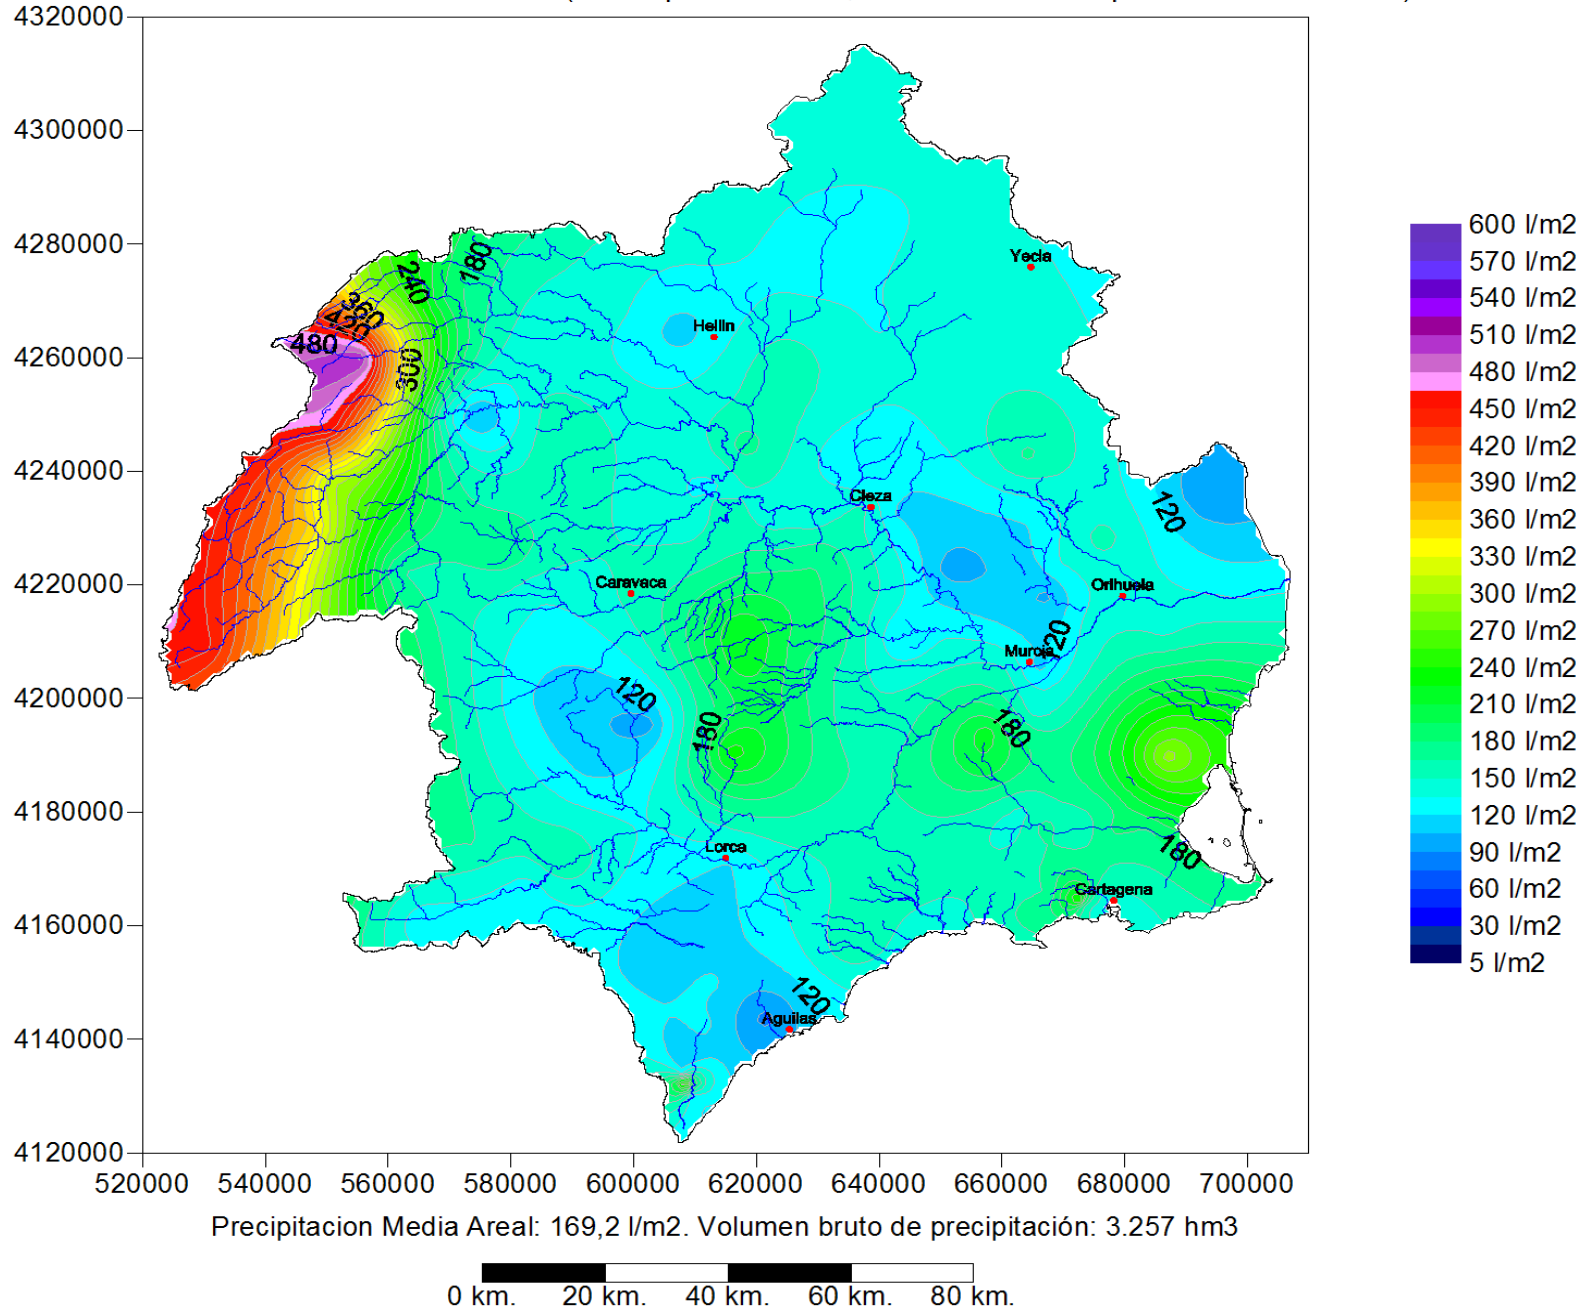 4320000
4300000
4280000
4260000
4240000
4220000
4200000
4180000
4160000
4140000
4120000
520000 540000 560000 580000 600000 620000 640000 660000 680000 700000
180
240
360
420
480
300
Yecla
Hellin
Cieza
120
Caravaca
Orihuela
120
Murcia
120
180
180
Lorca
180
Cartagena
120
Aguilas
600 l/m2
570 l/m2
540 l/m2
510 l/m2
480 l/m2
450 l/m2
420 l/m2
390 l/m2
360 l/m2
330 l/m2
300 l/m2
270 l/m2
240 l/m2
210 l/m2
180 l/m2
150 l/m2
120 l/m2
90 l/m2
60 l/m2
30 l/m2
5 l/m2
Precipitacion Media Areal: 169,2 l/m2. Volumen bruto de precipitación: 3.257 hm3
0 km. 20 km. 40 km. 60 km. 80 km.